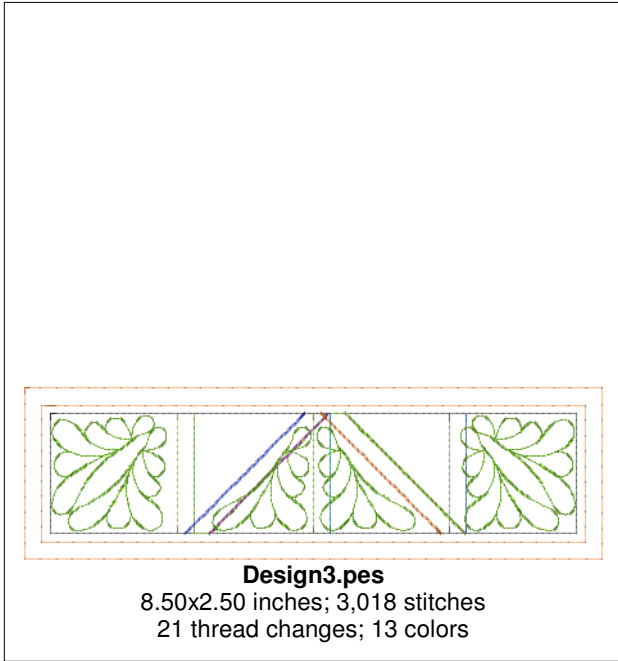 Design3.pes
8.50x2.50 inches; 3,018 stitches
21 thread changes; 13 colors